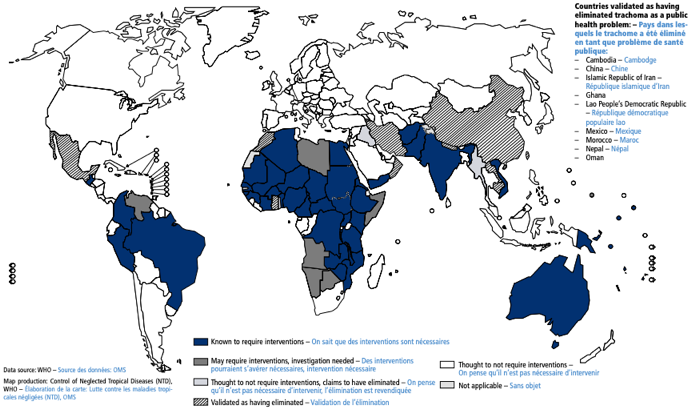 Countries validated as having
eliminated trachoma as a public
health problem: – Pays dans les-
quels le trachome a été éliminé
en tant que problème de santé
publique:
– Cambodia – Cambodge
– China – Chine
– Islamic Republic of Iran –
République islamique d'Iran
– Ghana
– Lao People's Democratic Republic
– République démocratique
populaire lao
– Mexico – Mexique
– Morocco – Maroc
– Nepal – Népal
– Oman
Known to require interventions – On sait que des interventions sont nécessaires
May require interventions, investigation needed – Des interventions
pourraient s'avérer nécessaires, intervention nécessaire
Thought to not require interventions, claims to have eliminated – On pense
qu'il n'est pas nécessaire d'intervenir, l'élimination est revendiquée
Validated as having eliminated – Validation de l'élimination
Thought to not require interventions –
On pense qu'il n'est pas nécessaire d'intervenir
Not applicable – Sans objet
Data source: WHO – Source des données: OMS
Map production: Control of Neglected Tropical Diseases (NTD),
WHO – Élaboration de la carte: Lutte contre les maladies tropi-
cales négligées (NTD), OMS